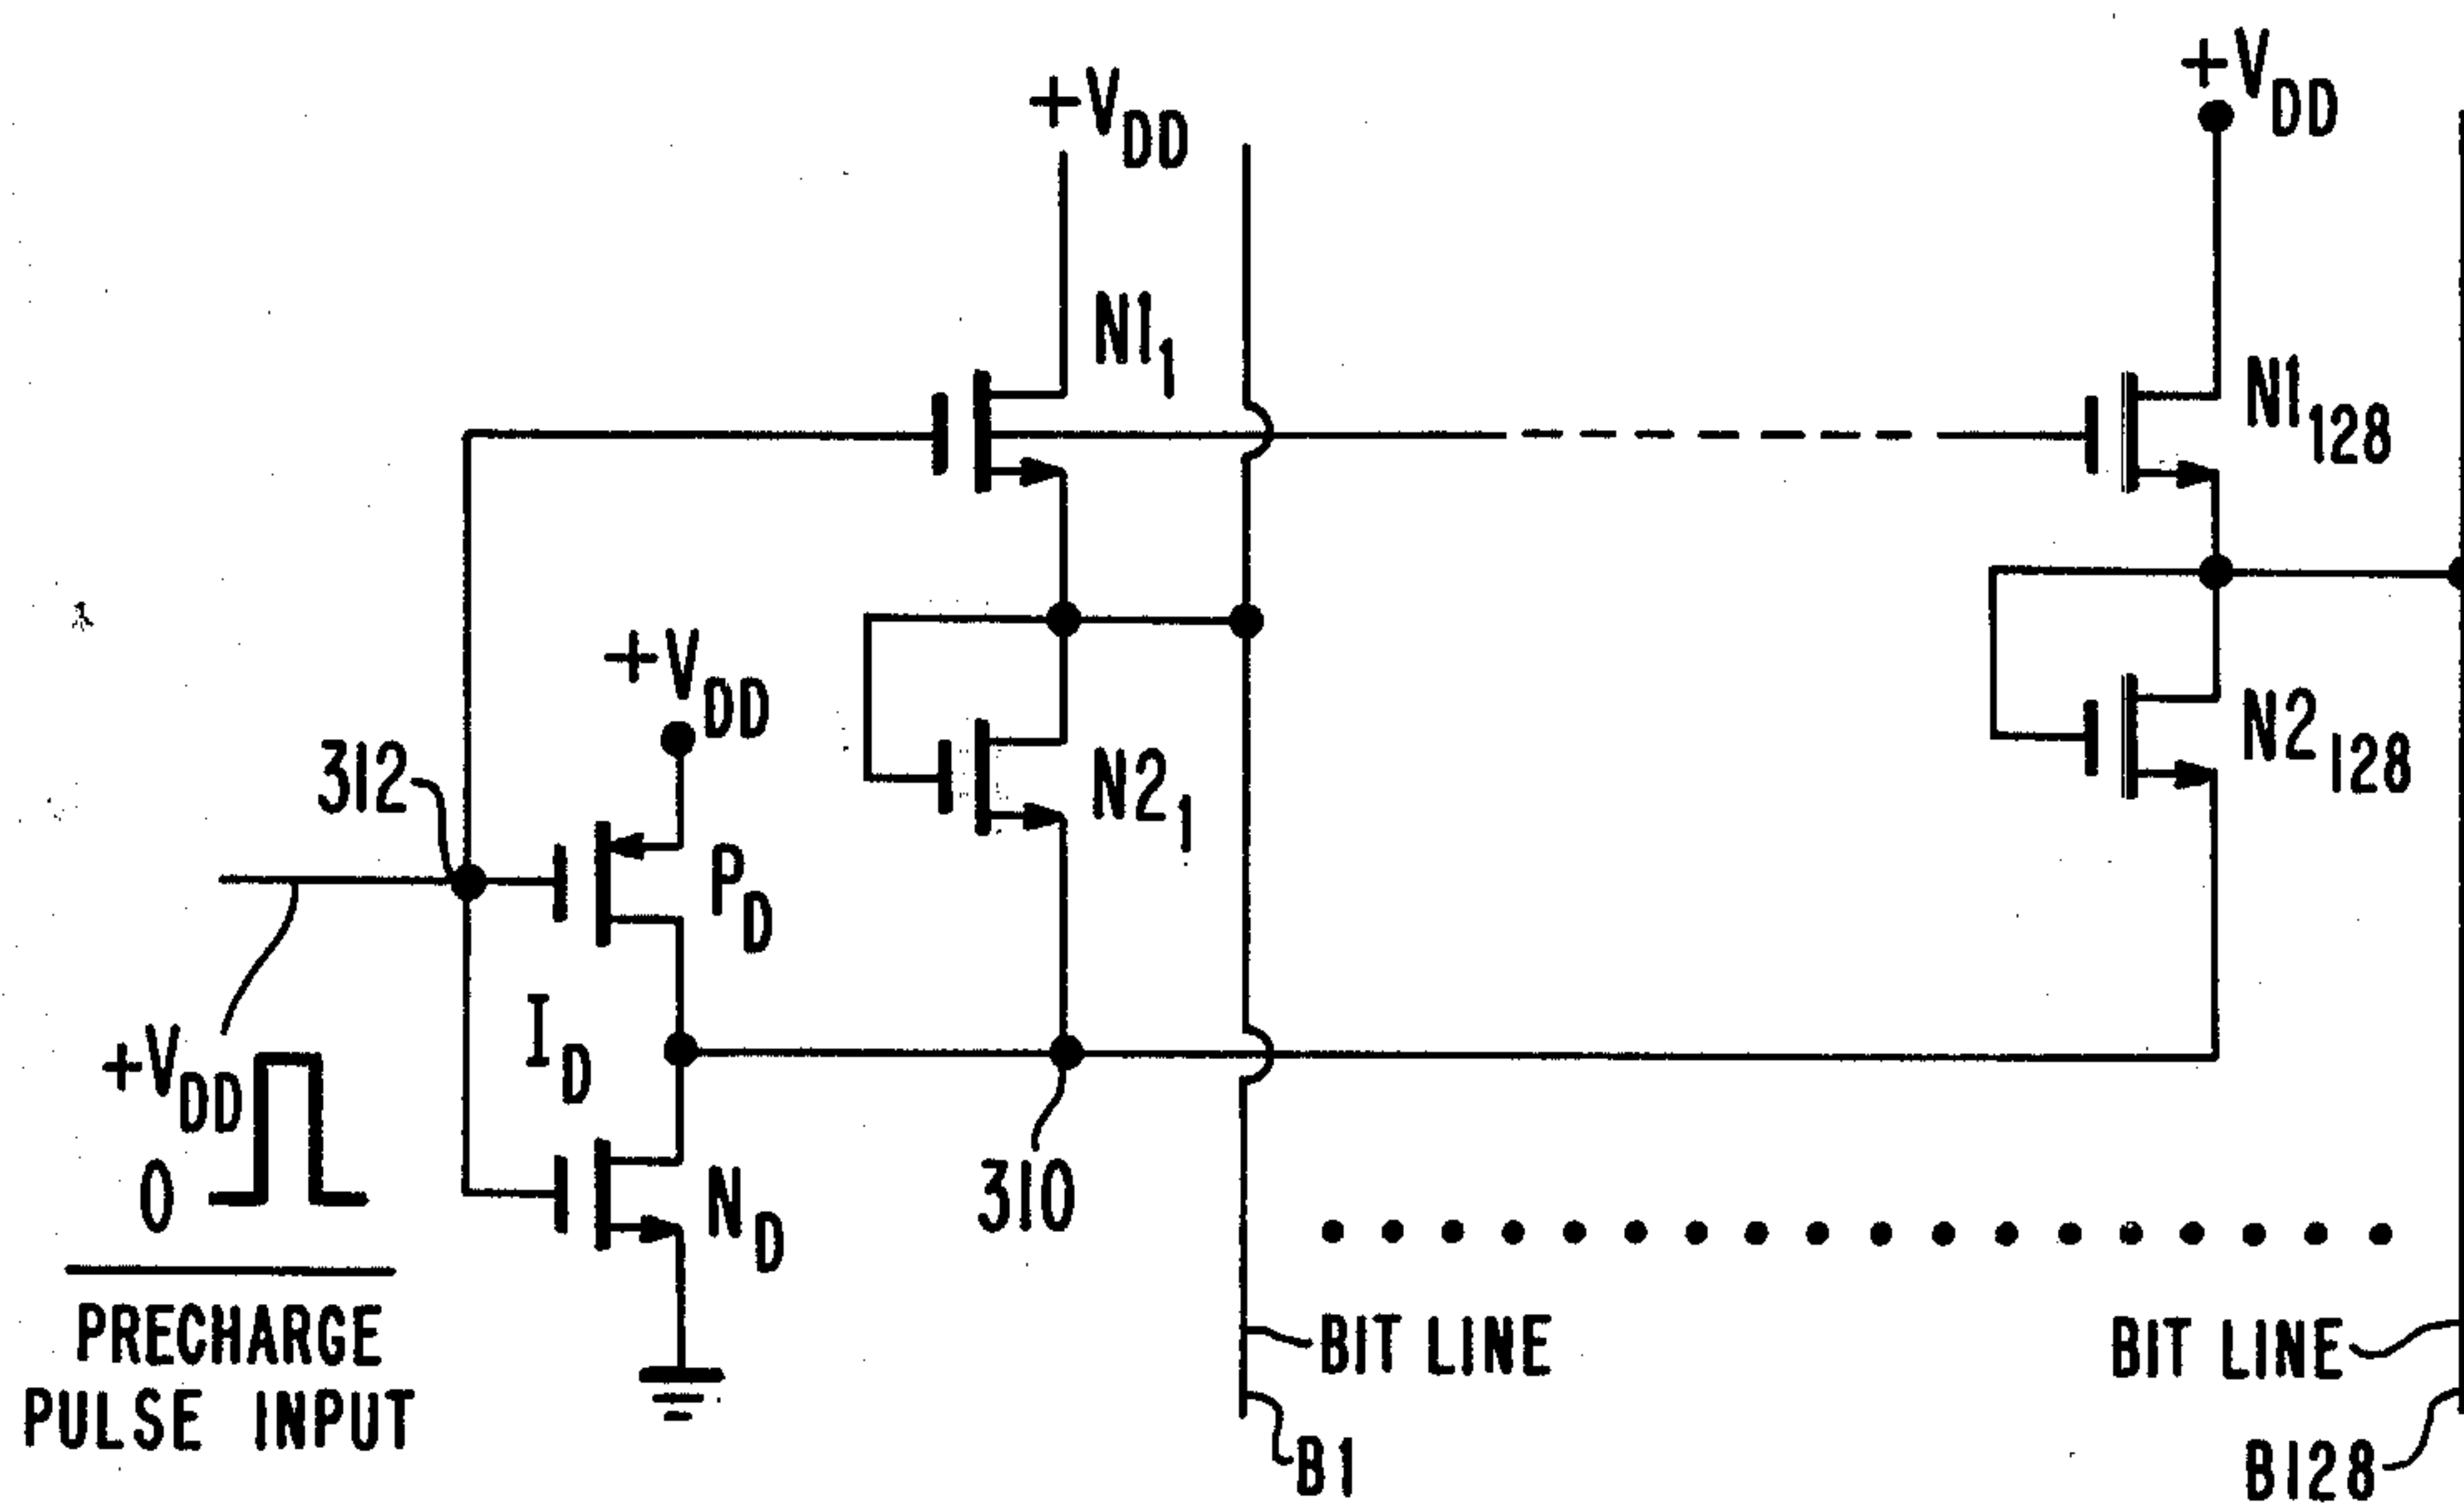 +VDD
+VDD
N11
N1128
+VDD
312
N21
N2128
PD
ID
+VDD
0
ND
310
PRECHARGE
PULSE INPUT
BIT LINE
BIT LINE
B1
B128